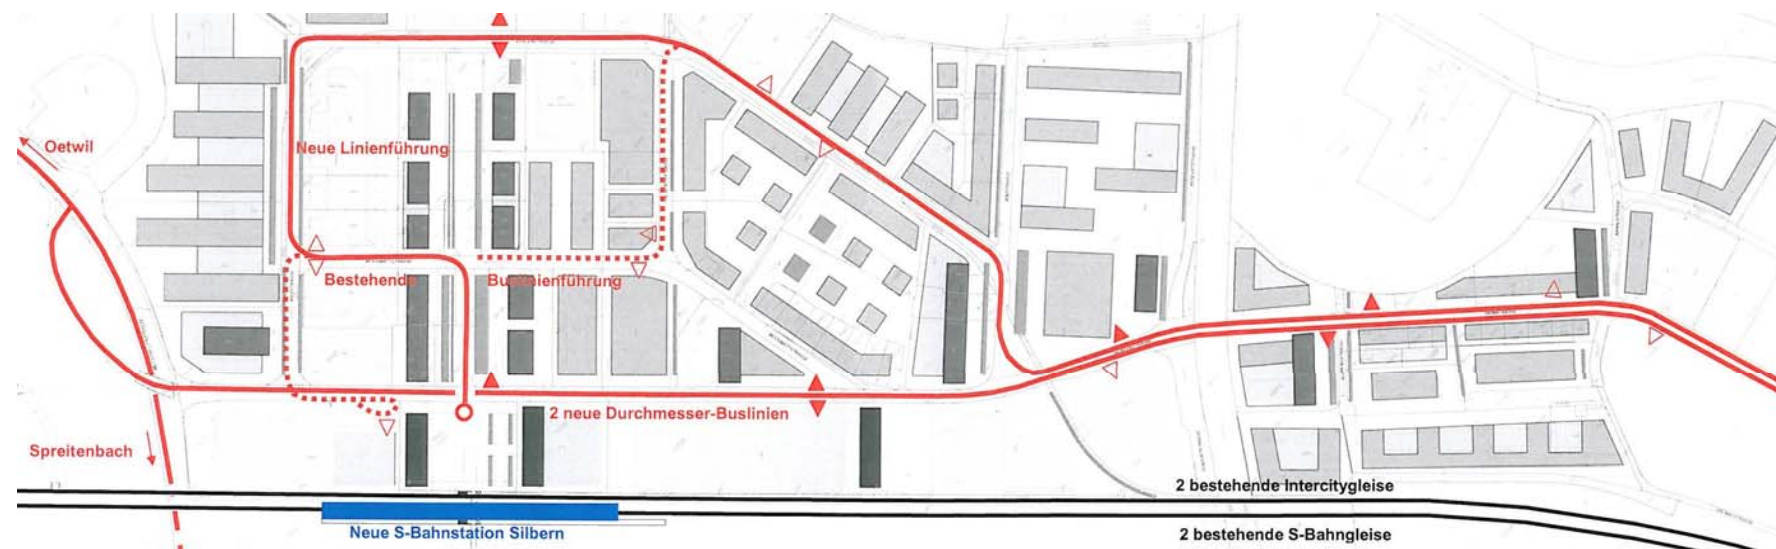 Oetwil
Neue Linienführung
Bestehende Buslinienführung
2 neue Durchmesser-Buslinien
Spreitenbach
2 bestehende Intercitygleise
Neue S-Bahnstation Silbern
2 bestehende S-Bahngleise